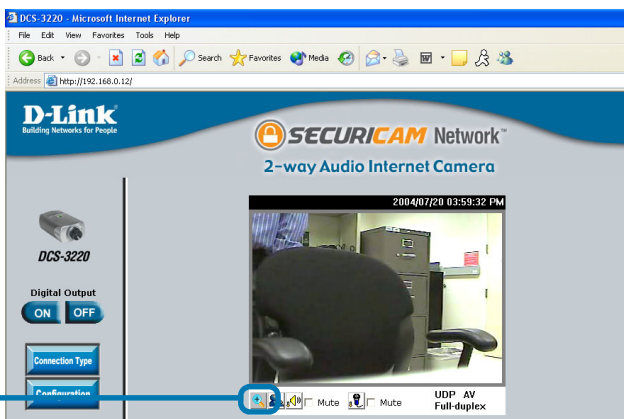 DCS-3220 - Microsoft Internet Explorer
File Edit View Favorites Tools Help
Back Search Favorites Media
Address http://192.168.0.12/
D-Link
Building Networks for People
SECURICAM Network™
2-way Audio Internet Camera
2004/07/20 03:59:32 PM
DCS-3220
Digital Output
ON OFF
Connection Type
Configuration
Mute Mute
UDP AV
Full-duplex